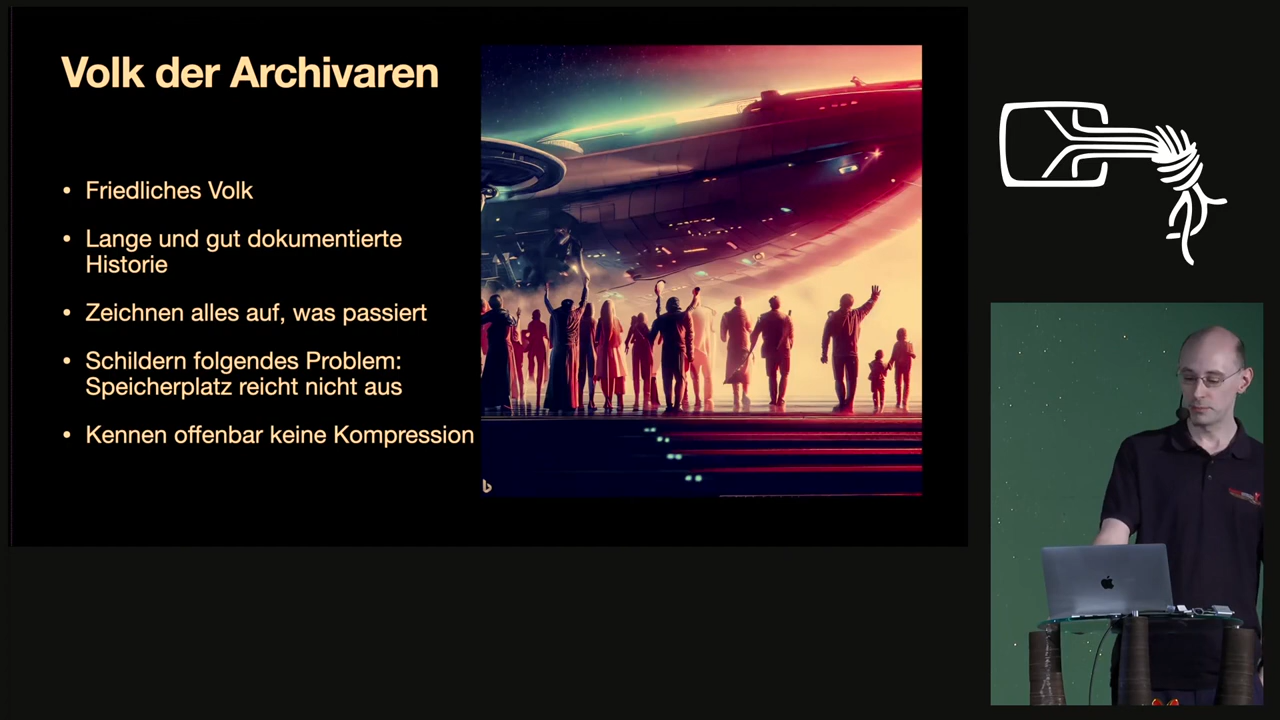 Volk der Archivaren
• Friedliches Volk
• Lange und gut dokumentierte
Historie
• Zeichnen alles auf, was passiert
• Schildern folgendes Problem:
Speicherplatz reicht nicht aus
• Kennen offenbar keine Kompression